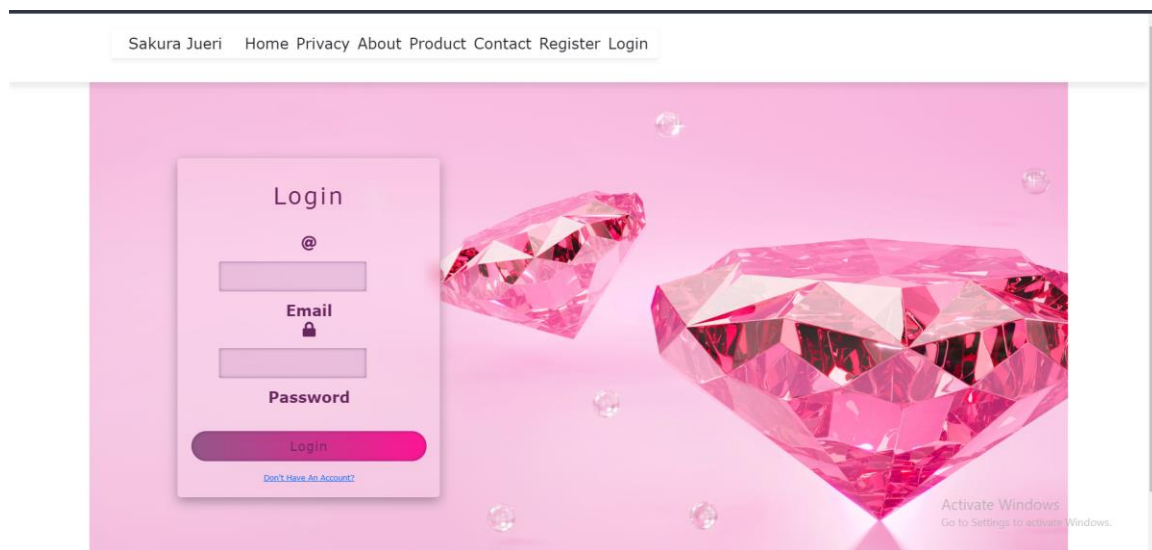 Sakura Jueri Home Privacy About Product Contact Register Login
Login
@
Email
Password
Login
Don't Have An Account?
Activate Windows
Go to Settings to activate Windows.